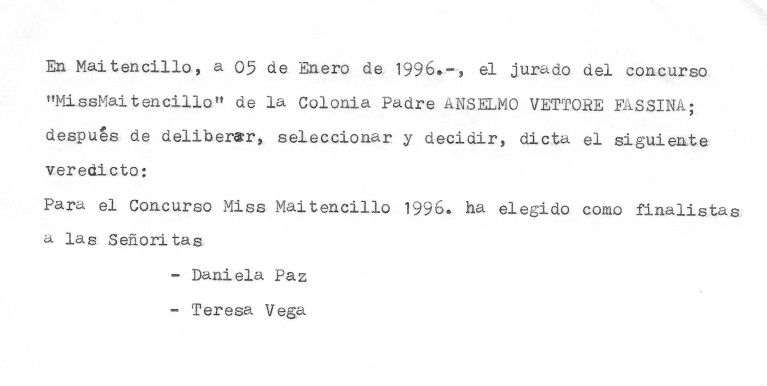 En Maitencillo, a 05 de Enero de 1996.-, el jurado del concurso
"MissMaitencillo" de la Colonia Padre ANSELMO VETTORE FASSINA;
después de deliberar, seleccionar y decidir, dicta el siguiente
veredicto:
Para el Concurso Miss Maitencillo 1996. ha elegido como finalistas
a las Señoritas
- Daniela Paz
- Teresa Vega